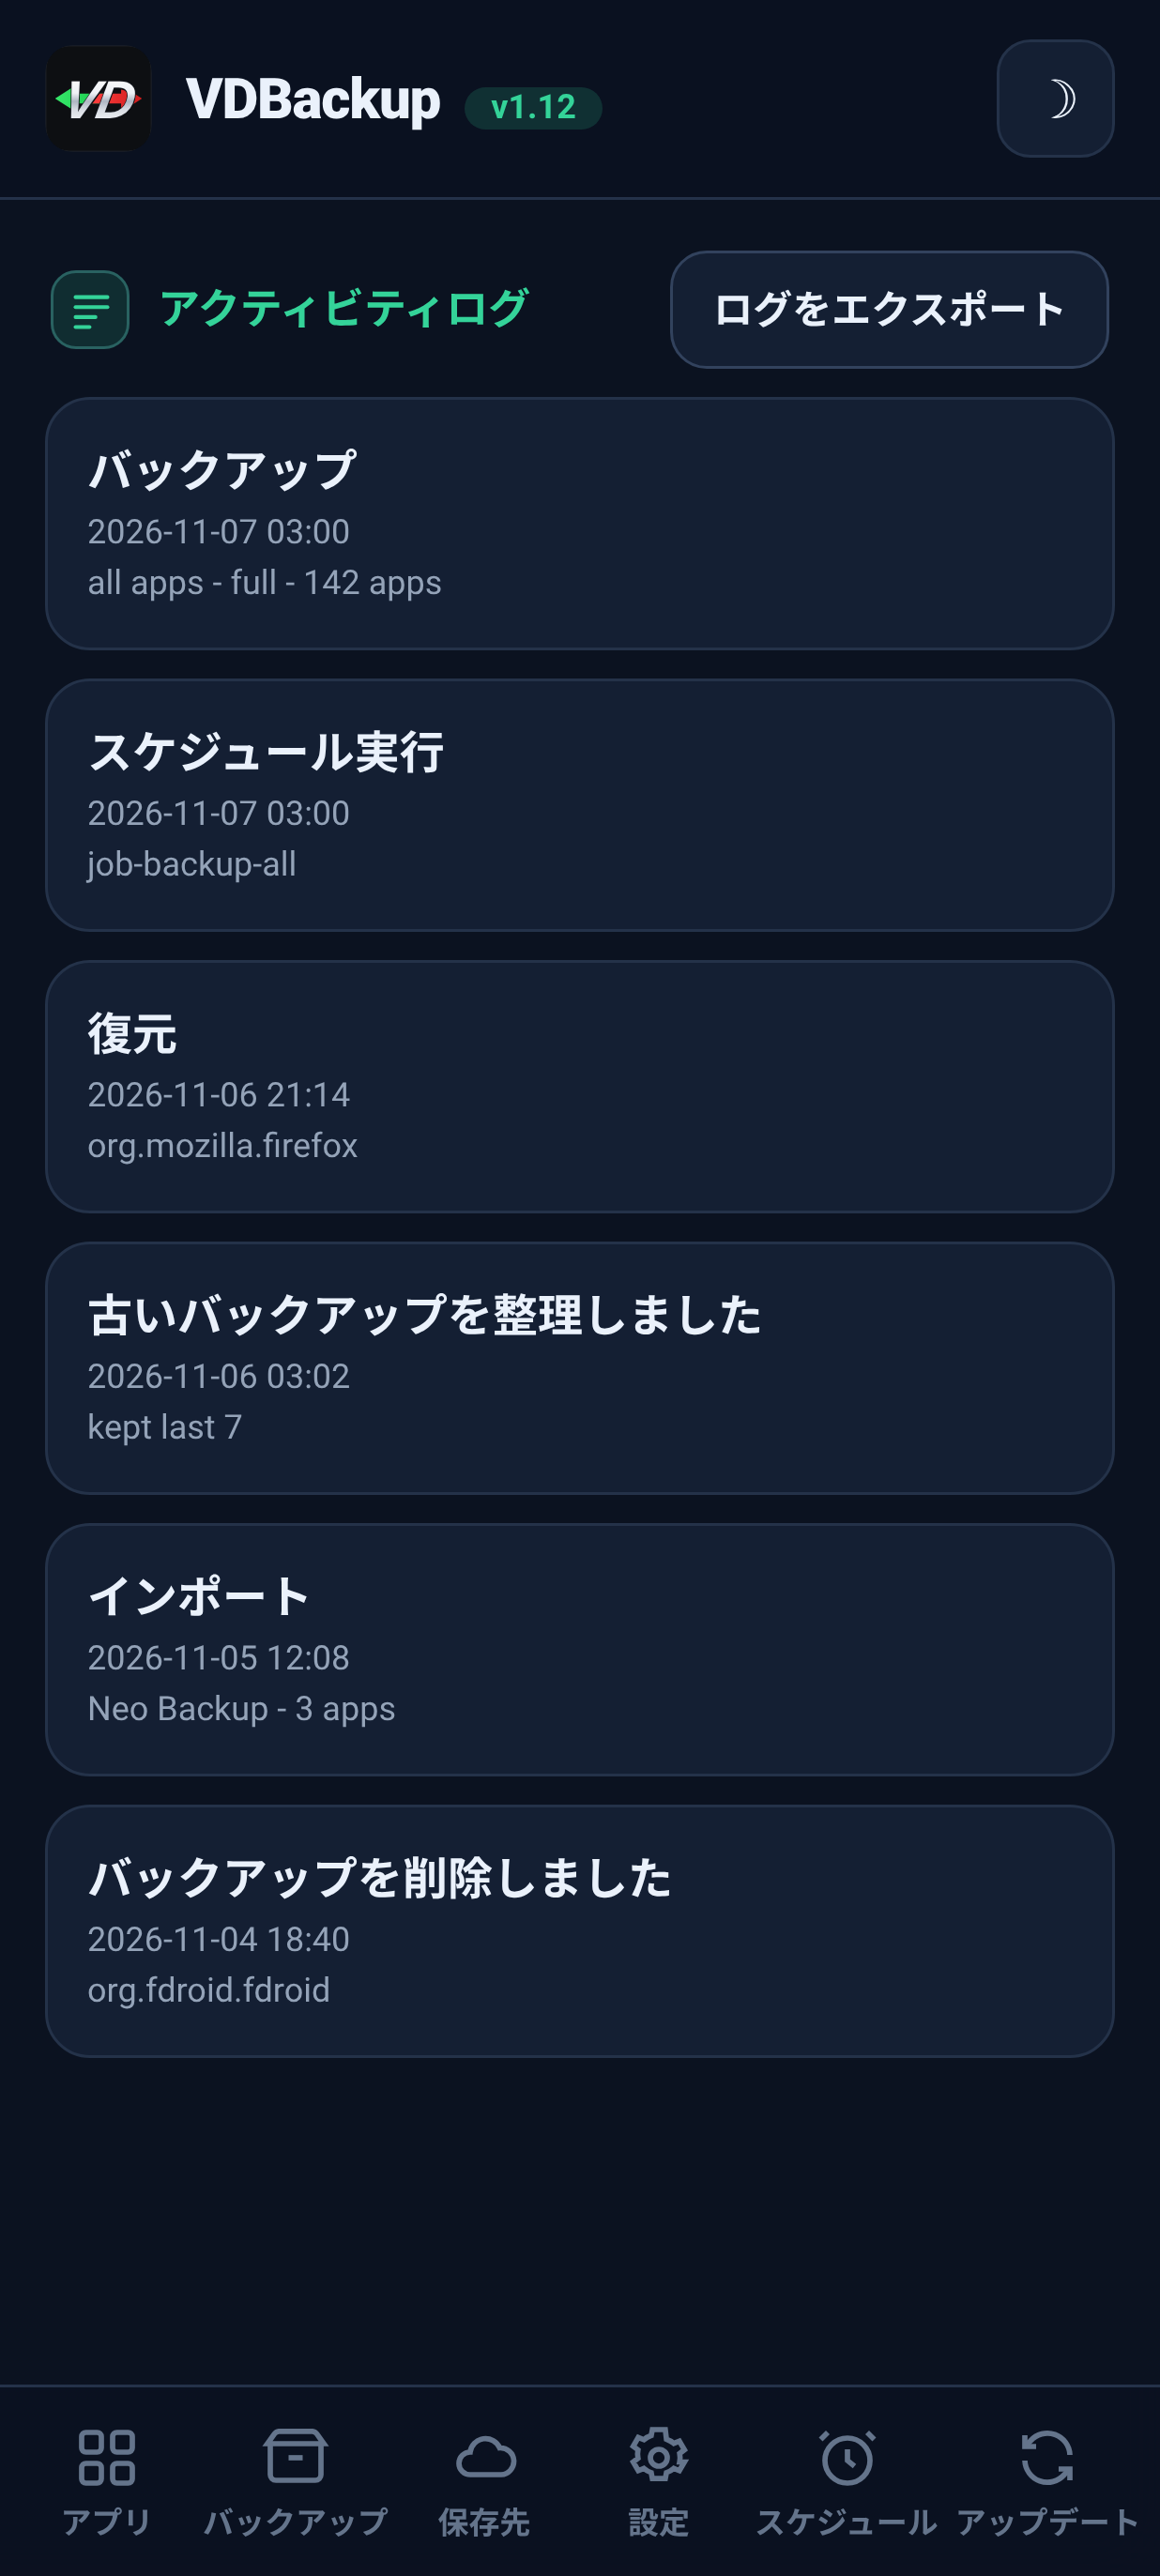 VD
VDBackup v1.12
アクティビティログ
ログをエクスポート
バックアップ
2026-11-07 03:00
all apps - full - 142 apps
スケジュール実行
2026-11-07 03:00
job-backup-all
復元
2026-11-06 21:14
org.mozilla.firefox
古いバックアップを整理しました
2026-11-06 03:02
kept last 7
インポート
2026-11-05 12:08
Neo Backup - 3 apps
バックアップを削除しました
2026-11-04 18:40
org.fdroid.fdroid
アプリ
バックアップ
保存先
設定
スケジュール
アップデート